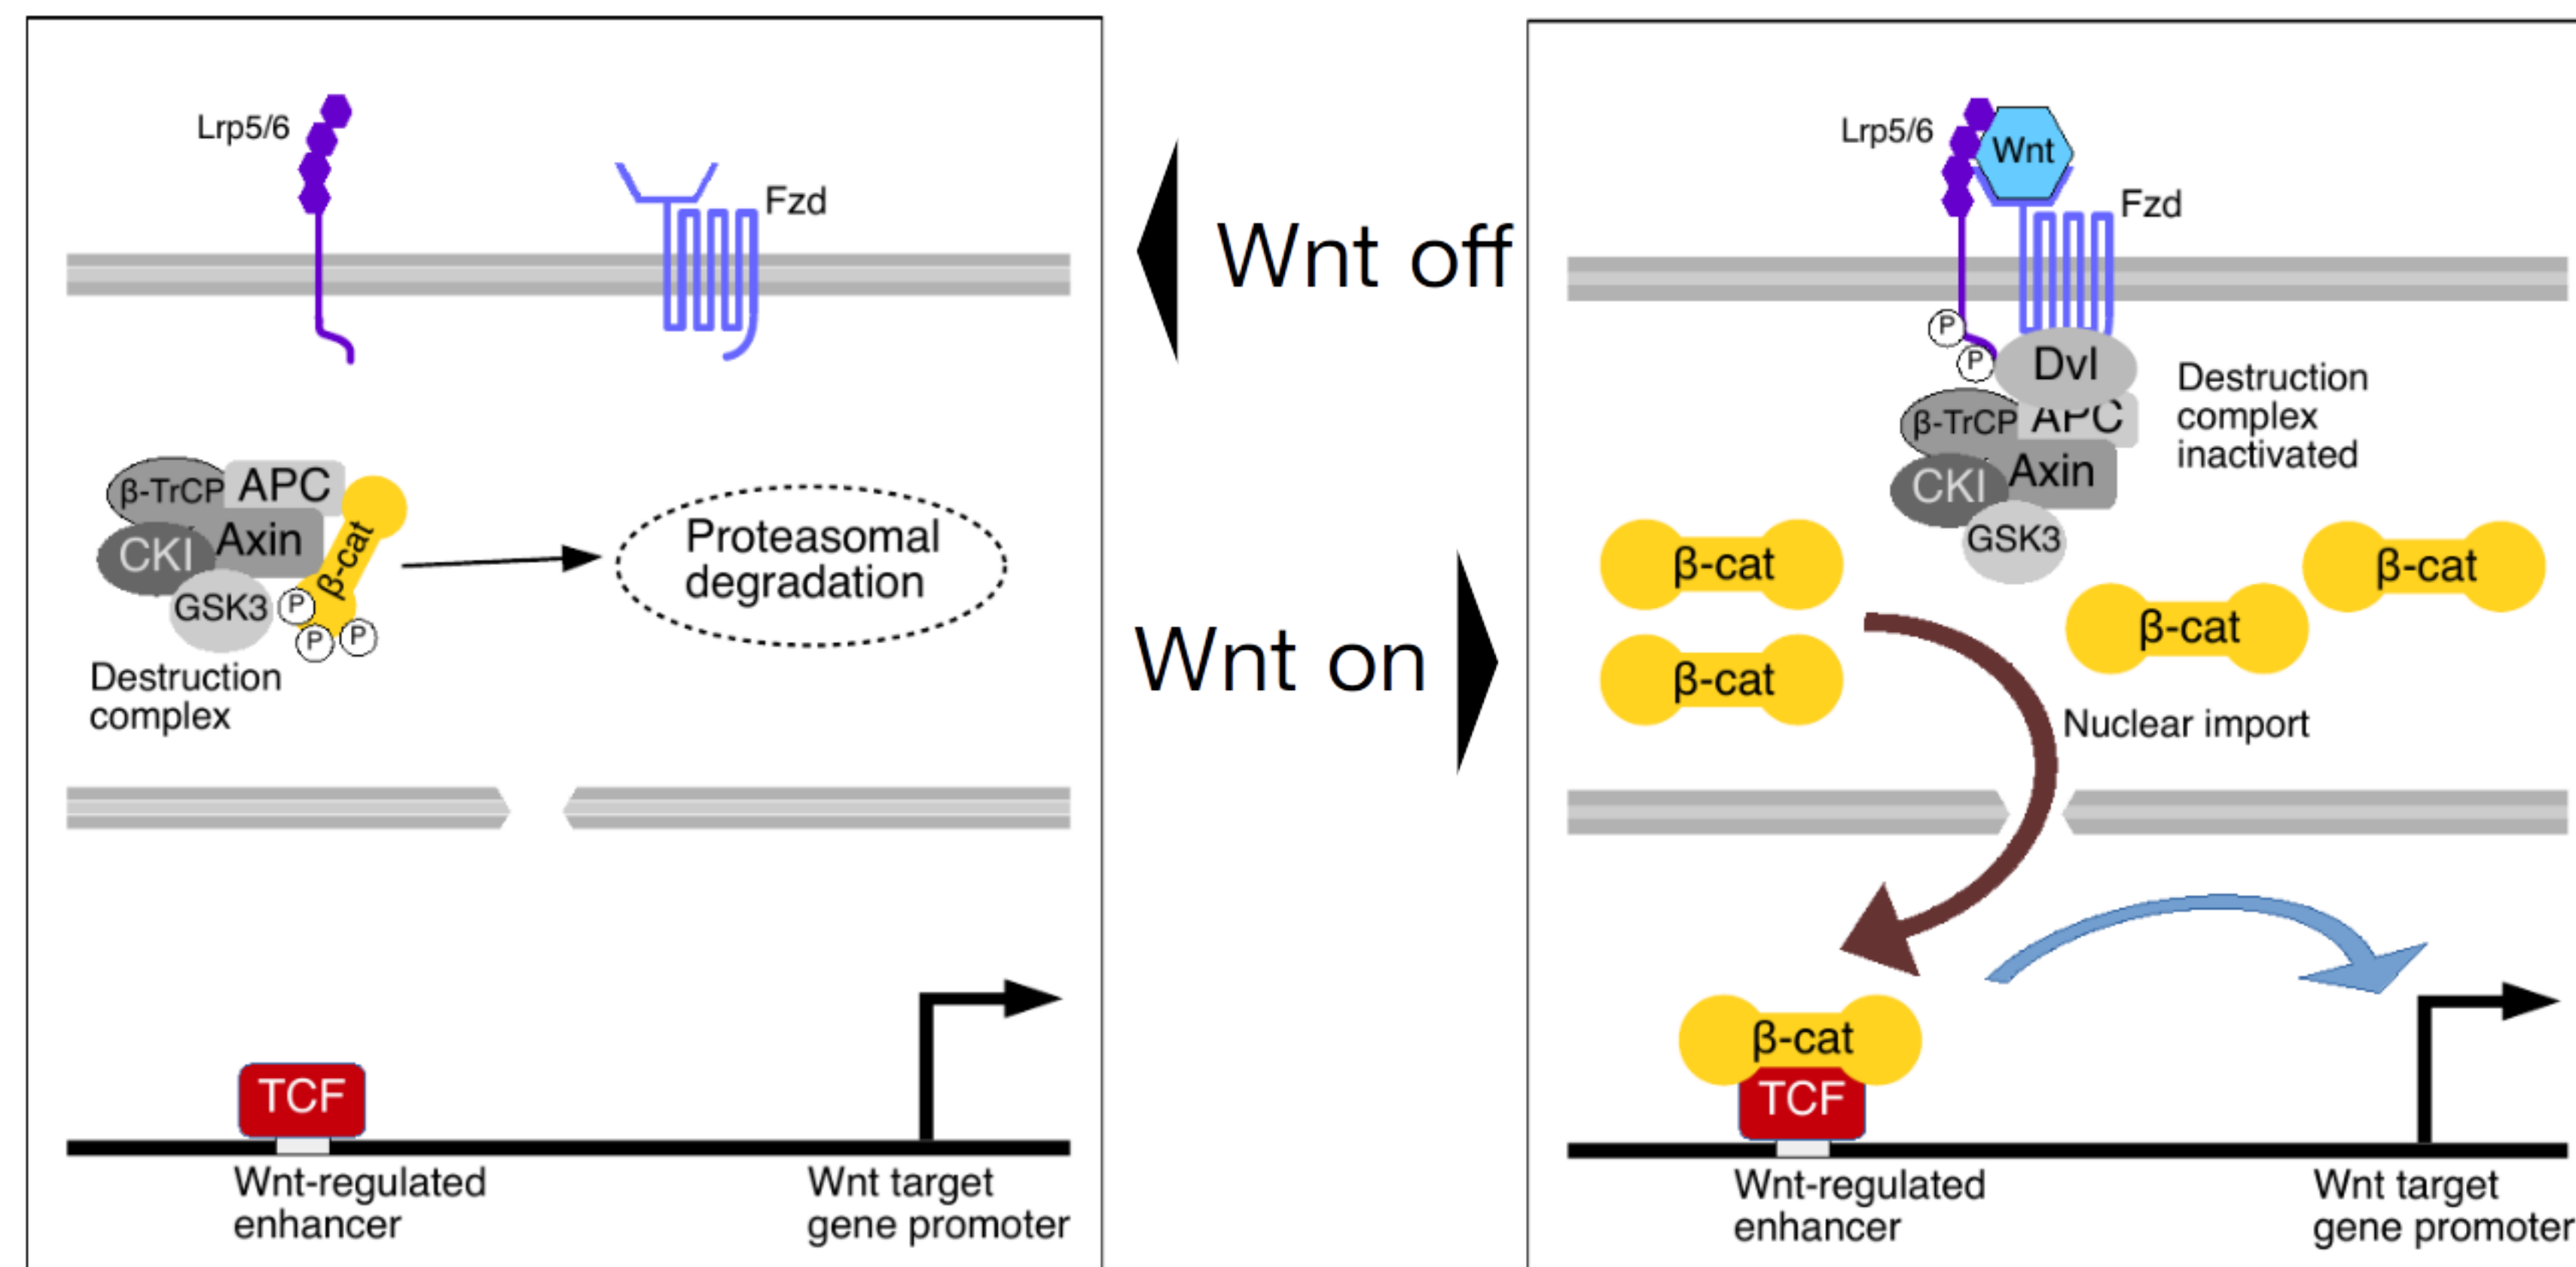 Lrp5/6
Fzd
β-TrCP
APC
CKI
Axin
β-cat
GSK3
P
P
P
Destruction
complex
Proteasomal
degradation
TCF
Wnt-regulated
enhancer
Wnt target
gene promoter
Wnt off
Wnt on
Lrp5/6
Wnt
Fzd
P
P
Dvl
β-TrCP
APC
CKI
Axin
GSK3
Destruction
complex
inactivated
β-cat
β-cat
β-cat
β-cat
Nuclear import
β-cat
TCF
Wnt-regulated
enhancer
Wnt target
gene promoter